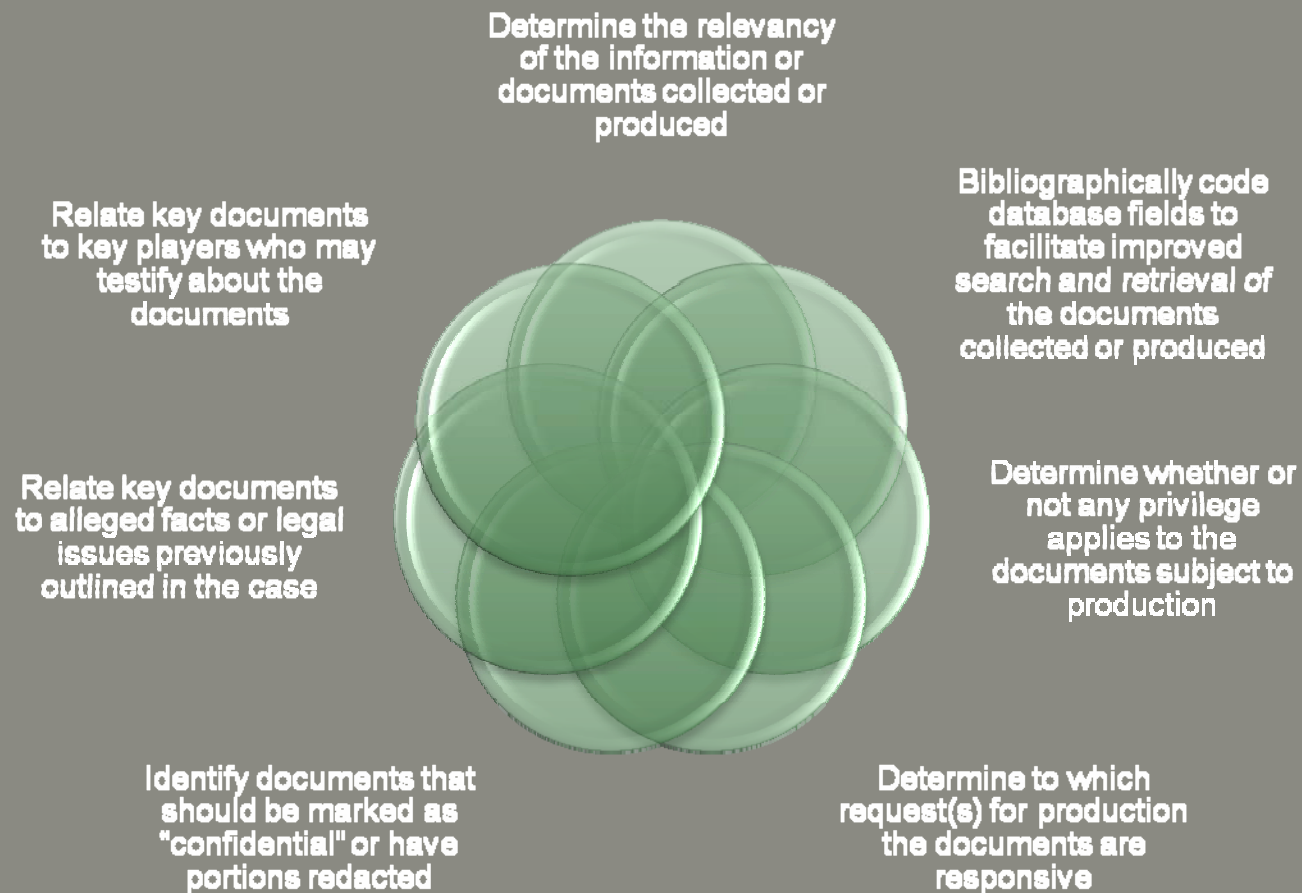 Determine the relevancy
of the information or
documents collected or
produced
Bibliographically code
database fields to
facilitate improved
search and retrieval of
the documents
collected or produced
Determine whether or
not any privilege
applies to the
documents subject to
production
Determine to which
request(s) for production
the documents are
responsive
Identify documents that
should be marked as
“confidential” or have
portions redacted
Relate key documents
to alleged facts or legal
issues previously
outlined in the case
Relate key documents
to key players who may
testify about the
documents